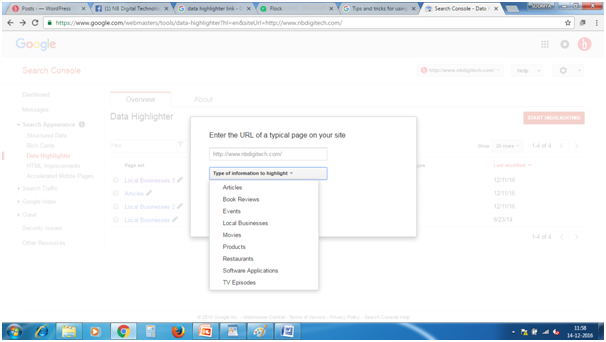 Posts — WordPress
NB Digital Technolo
data highlighter link - S
Flock
Tips and tricks for using
Search Console - Data
https://www.google.com/webmasters/tools/data-highlighter?hl=en&siteUrl=http://www.nbdigitech.com/
Google
Search Console
http://www.nbdigitech.com/
Help
Dashboard
Messages
Search Appearance
Structured Data
Rich Cards
Data Highlighter
HTML Improvements
Accelerated Mobile Pages
Search Traffic
Google Index
Crawl
Security Issues
Other Resources
Overview
About
Data Highlighter
START HIGHLIGHTING
Filter
Show
25 rows
1-4 of 4
Page set
Last modified
Local Businesses 3
12/11/16
Articles
12/11/16
Local Businesses 2
12/11/16
Local Businesses
6/23/14
1-4 of 4
Enter the URL of a typical page on your site
http://www.nbdigitech.com/
Type of information to highlight
Articles
Book Reviews
Events
Local Businesses
Movies
Products
Restaurants
Software Applications
TV Episodes
© 2016 Google Inc. - Webmaster Central - Terms of Service - Privacy Policy - Search Console Help
11:58
14-12-2016